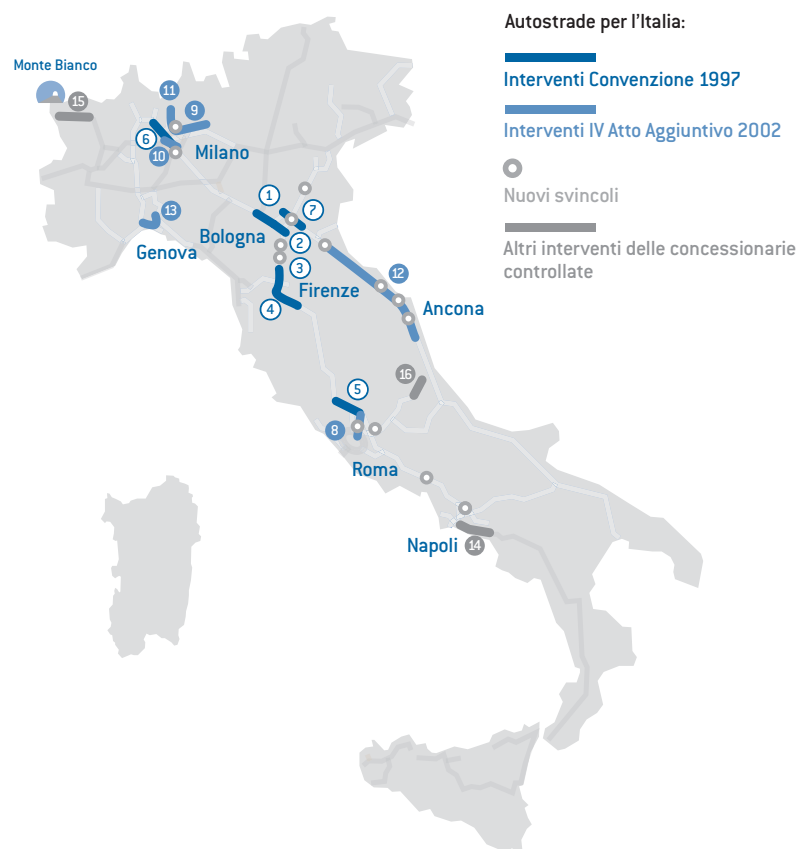 Autostrade per l'Italia:
Interventi Convenzione 1997
Interventi IV Atto Aggiuntivo 2002
Nuovi svincoli
Altri interventi delle concessionarie
controllate
Monte Bianco
15
11
9
6
10
Milano
13
Genova
1
7
Bologna
2
3
Firenze
4
12
Ancona
16
5
8
Roma
Napoli
14